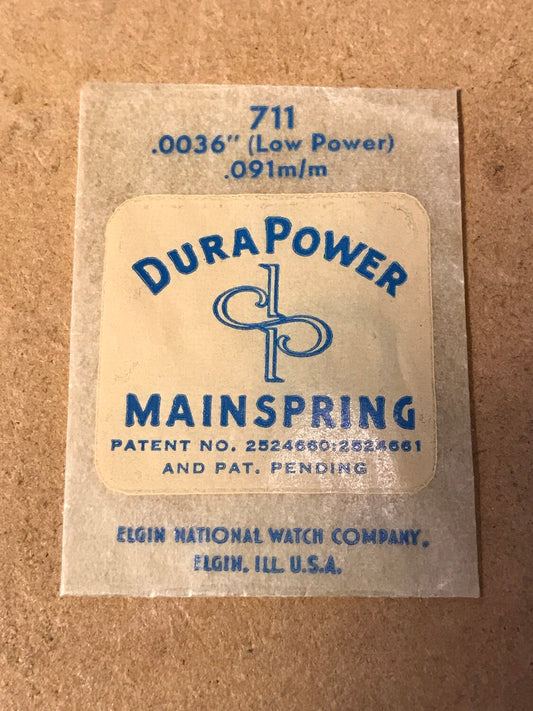 711
.0036" (Low Power)
.091m/m
DURAPOWER
dp
MAINSPRING
PATENT NO. 2524660:2524661
AND PAT. PENDING
ELGIN NATIONAL WATCH COMPANY.
ELGIN. ILL. U.S.A.